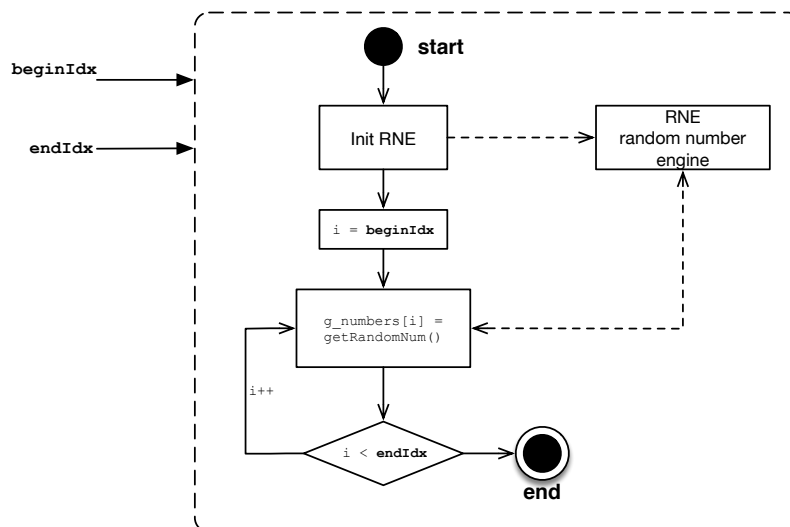 start
beginIdx
endIdx
Init RNE
RNE
random number
engine
i = beginIdx
g_numbers[i] =
getRandomNum()
i++
i < endIdx
end